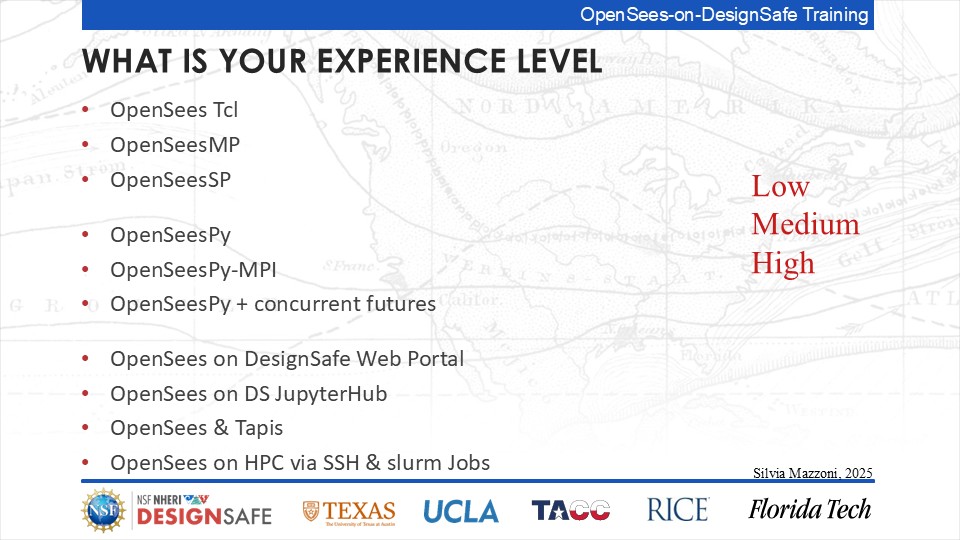 OpenSees-on-DesignSafe Training
WHAT IS YOUR EXPERIENCE LEVEL
• OpenSees Tcl
• OpenSeesMP
• OpenSeesSP
• OpenSeesPy
• OpenSeesPy-MPI
• OpenSeesPy + concurrent futures
• OpenSees on DesignSafe Web Portal
• OpenSees on DS JupyterHub
• OpenSees & Tapis
• OpenSees on HPC via SSH & slurm Jobs
Low
Medium
High
Oregon
Florida
Silvia Mazzoni, 2025
NSF
NSF NHERI
DESIGNSAFE
TEXAS
The University of Texas at Austin
UCLA
TACC
RICE
Florida Tech